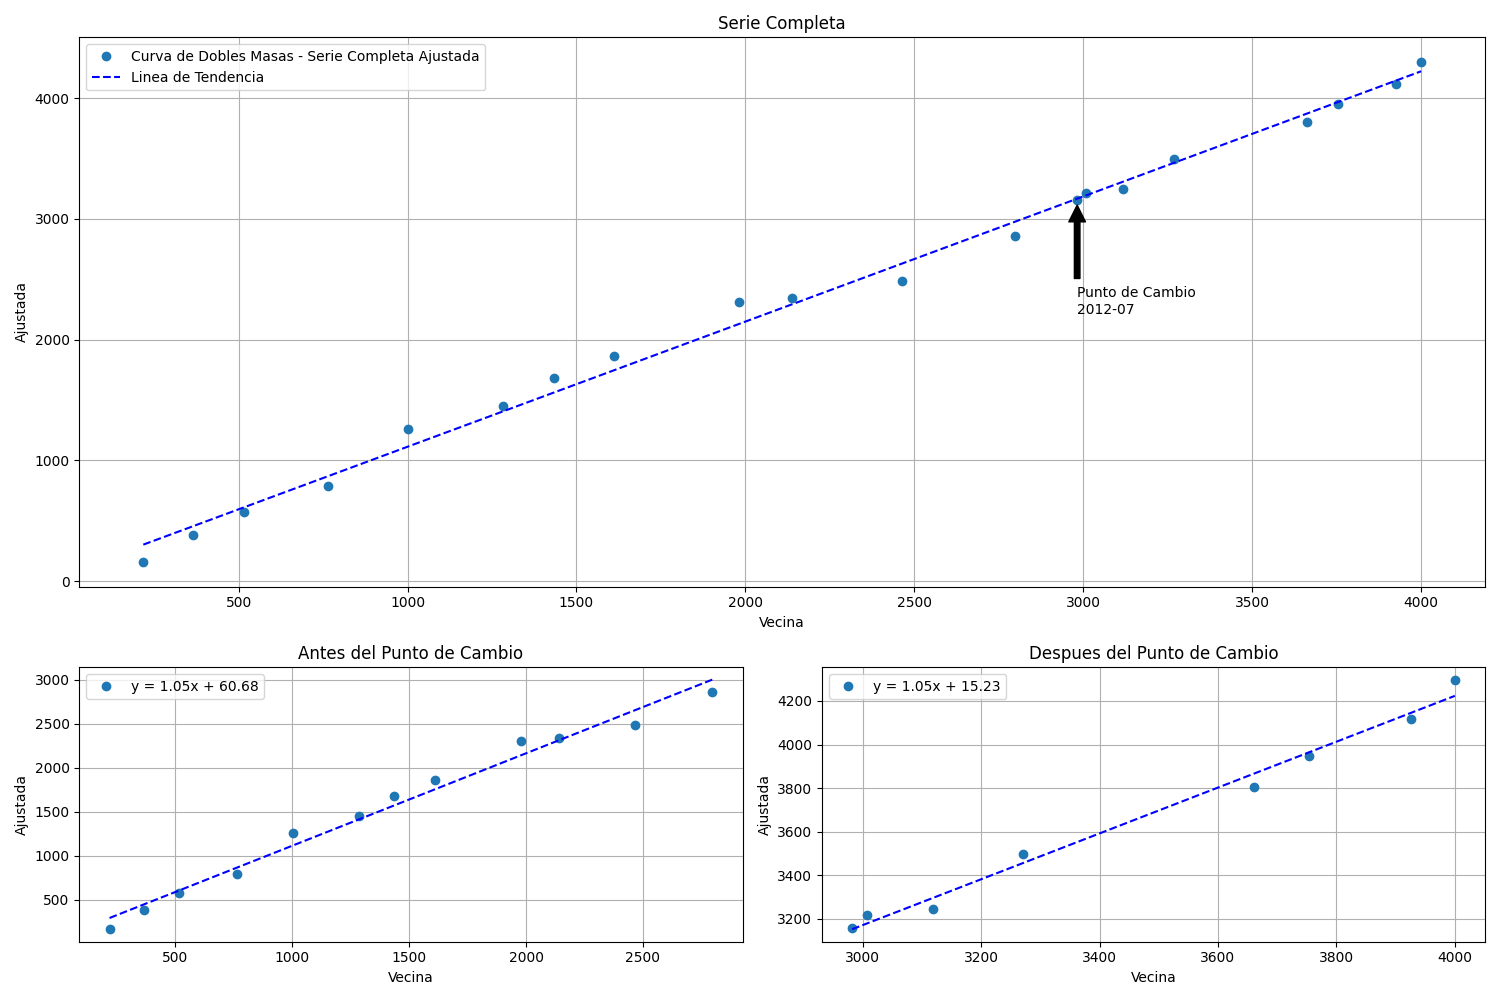 Serie Completa
Curva de Dobles Masas - Serie Completa Ajustada
Linea de Tendencia
4000
3000
2000
1000
0
Ajustada
Punto de Cambio
2012-07
500 1000 1500 2000 2500 3000 3500 4000
Vecina
Antes del Punto de Cambio
y = 1.05x + 60.68
3000
2500
2000
1500
1000
500
Ajustada
500 1000 1500 2000 2500
Vecina
Despues del Punto de Cambio
y = 1.05x + 15.23
4200
4000
3800
3600
3400
3200
Ajustada
3000 3200 3400 3600 3800 4000
Vecina